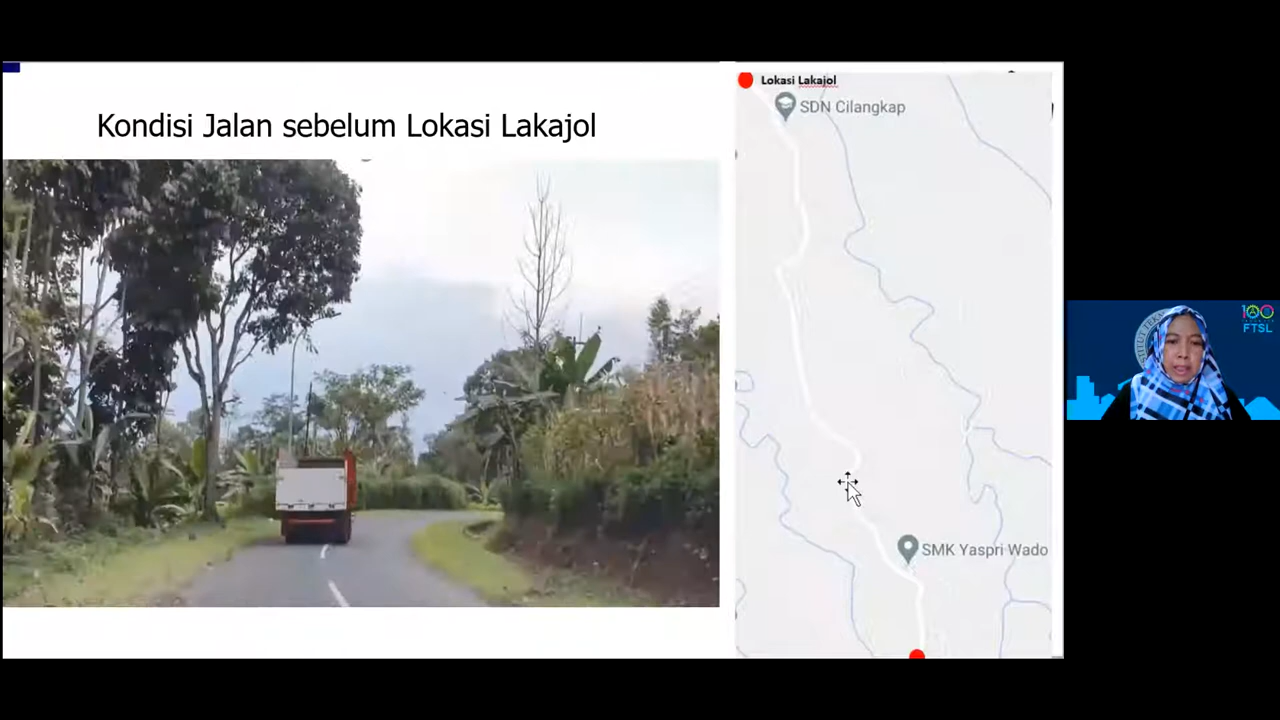 Kondisi Jalan sebelum Lokasi Lakajol
Lokasi Lakajol
SDN Cilangkap
SMK Yaspri Wado
100
FTSL